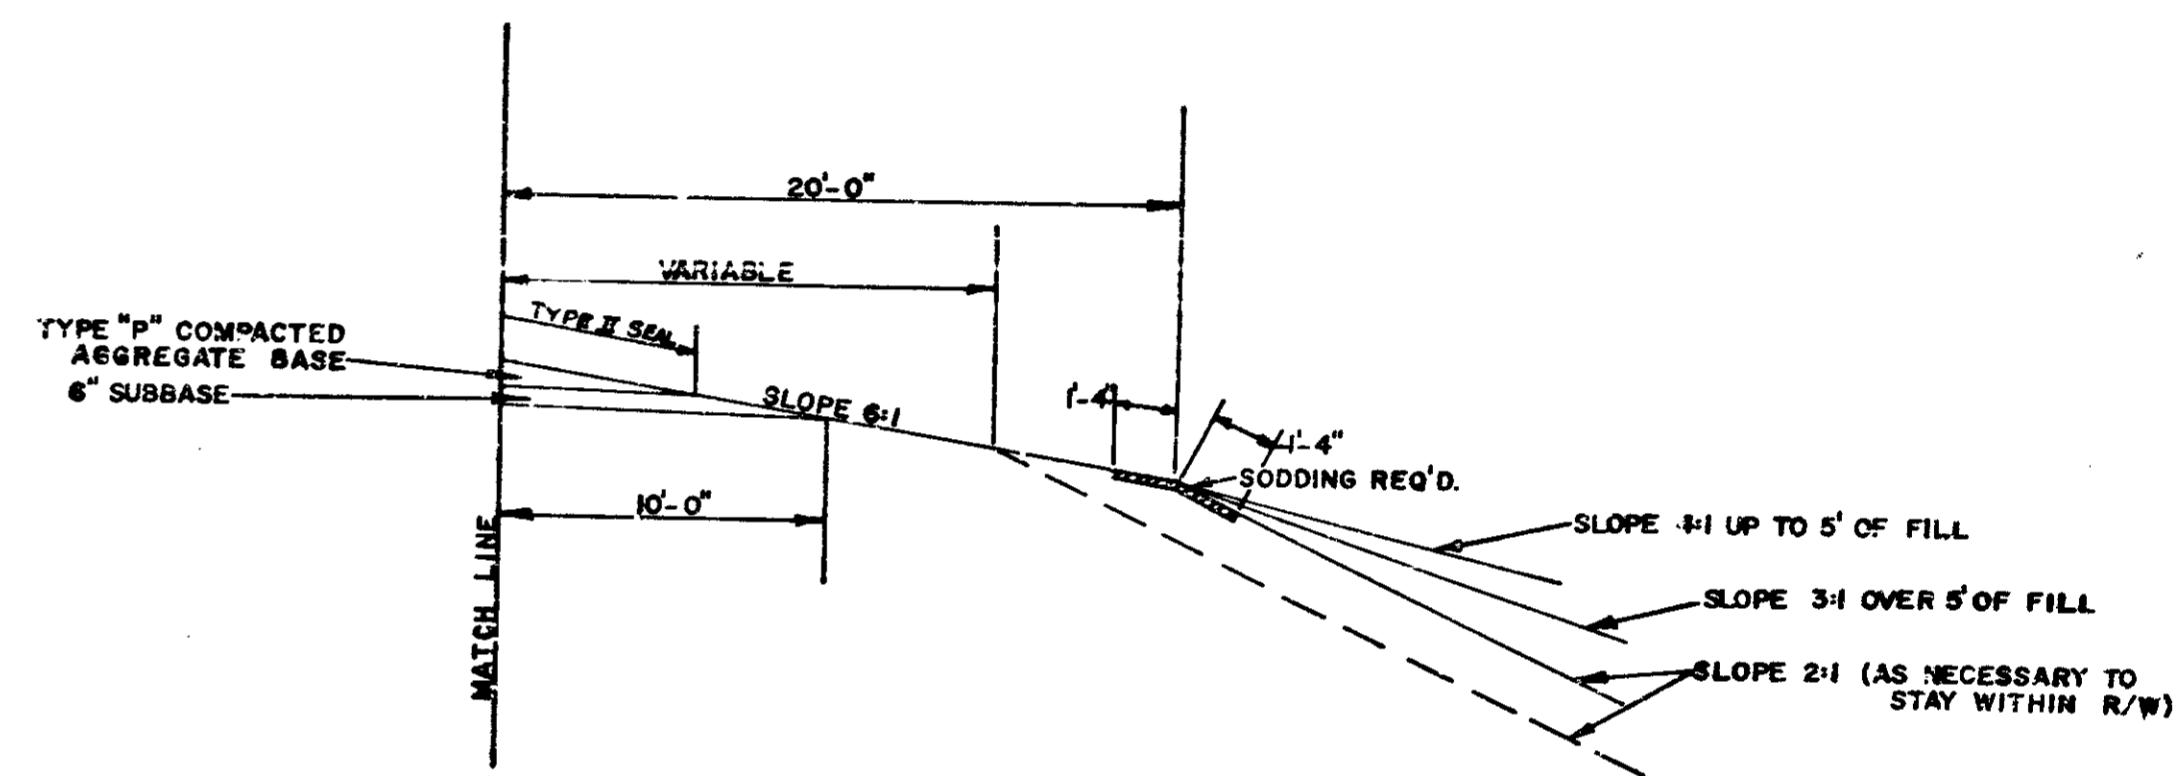 20'-0"
VARIABLE
TYPE II SEAL
TYPE "P" COMPACTED
AGGREGATE BASE
6" SUBBASE
SLOPE 6:1
1'-4"
1'-4"
SODDING REQ'D.
10'-0"
MATCH LINE
SLOPE 4:1 UP TO 5' OF FILL
SLOPE 3:1 OVER 5' OF FILL
SLOPE 2:1 (AS NECESSARY TO
STAY WITHIN R/W)